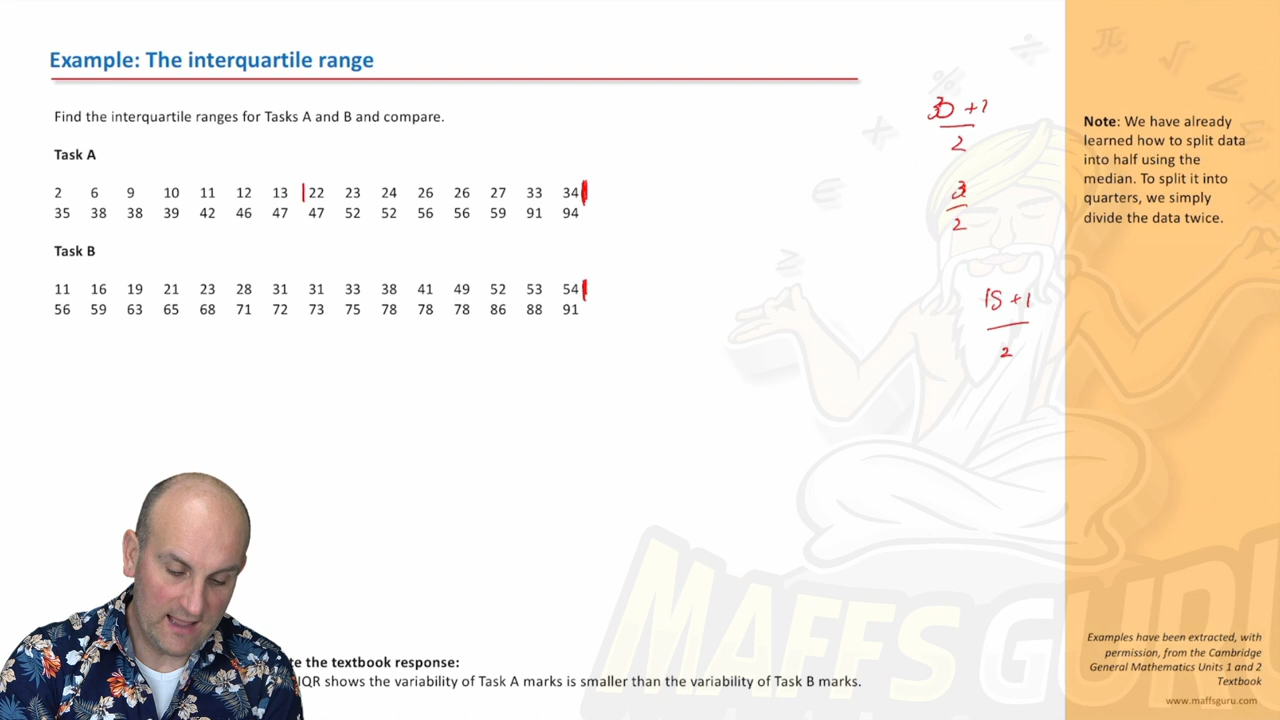 Example: The interquartile range
Find the interquartile ranges for Tasks A and B and compare.
Task A
2 6 9 10 11 12 13 22 23 24 26 26 27 33 34
35 38 38 39 42 46 47 47 52 52 56 56 59 91 94
Task B
11 16 19 21 23 28 31 31 33 38 41 49 52 53 54
56 59 63 65 68 71 72 73 75 78 78 78 86 88 91
30 + 1
2
3
2
15 + 1
2
Note: We have already
learned how to split data
into half using the
median. To split it into
quarters, we simply
divide the data twice.
te the textbook response:
IQR shows the variability of Task A marks is smaller than the variability of Task B marks.
MAFFS GURU
Examples have been extracted, with
permission, from the Cambridge
General Mathematics Units 1 and 2
Textbook
www.maffsguru.com